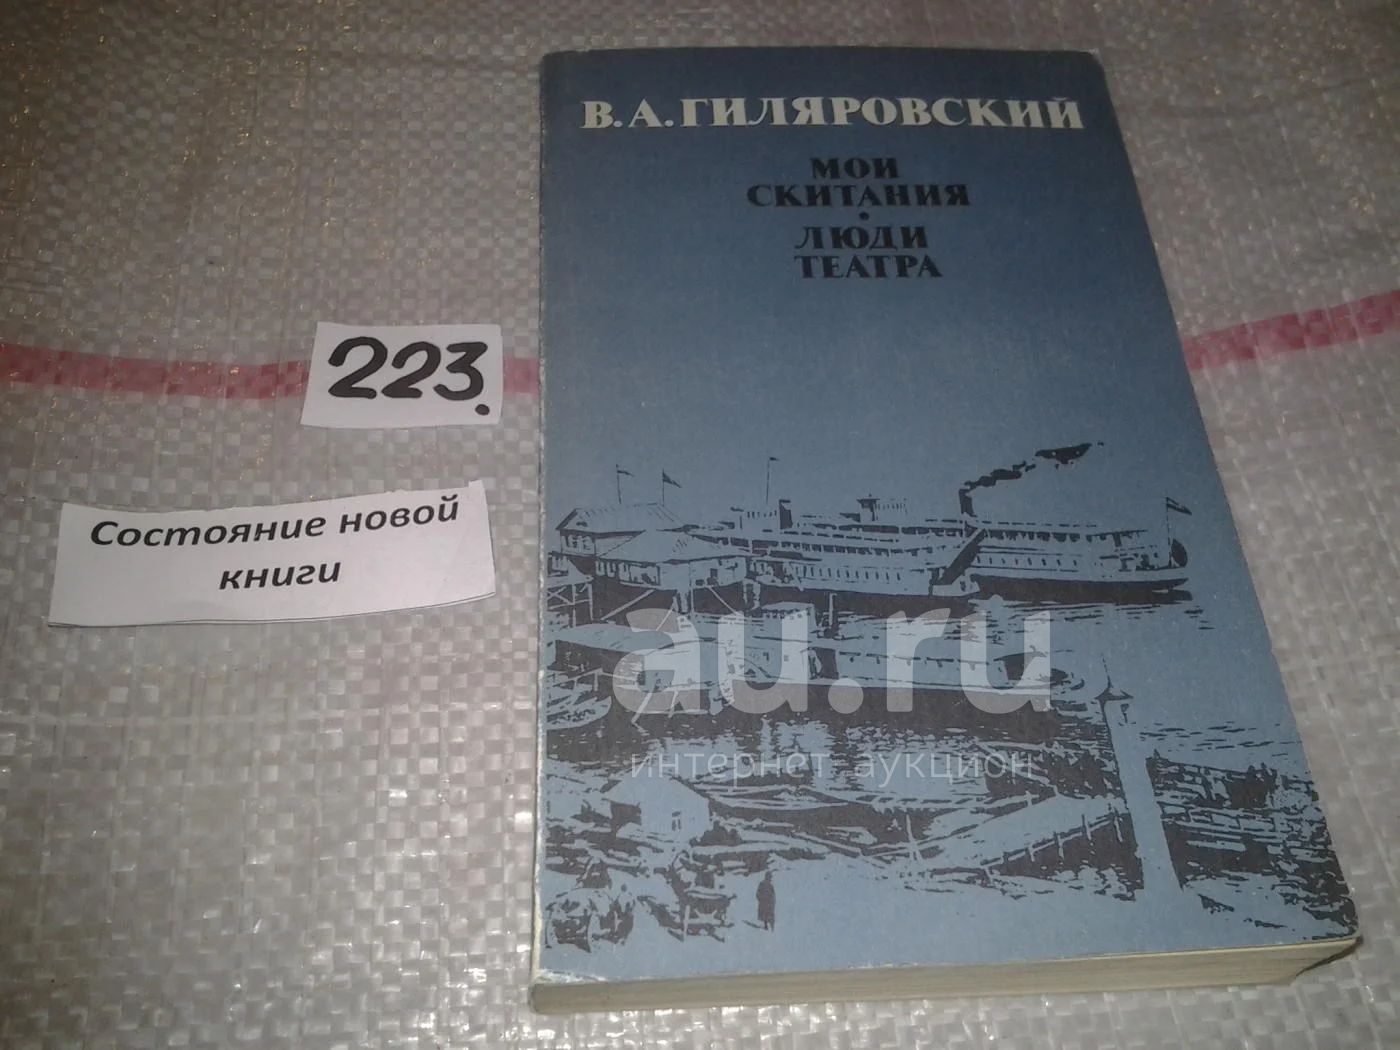 В. А. ГИЛЯРОВСКИЙ
МОИ
СКИТАНИЯ
•
ЛЮДИ
ТЕАТРА
223.
Состояние новой
книги
au.ru
интернет аукцион